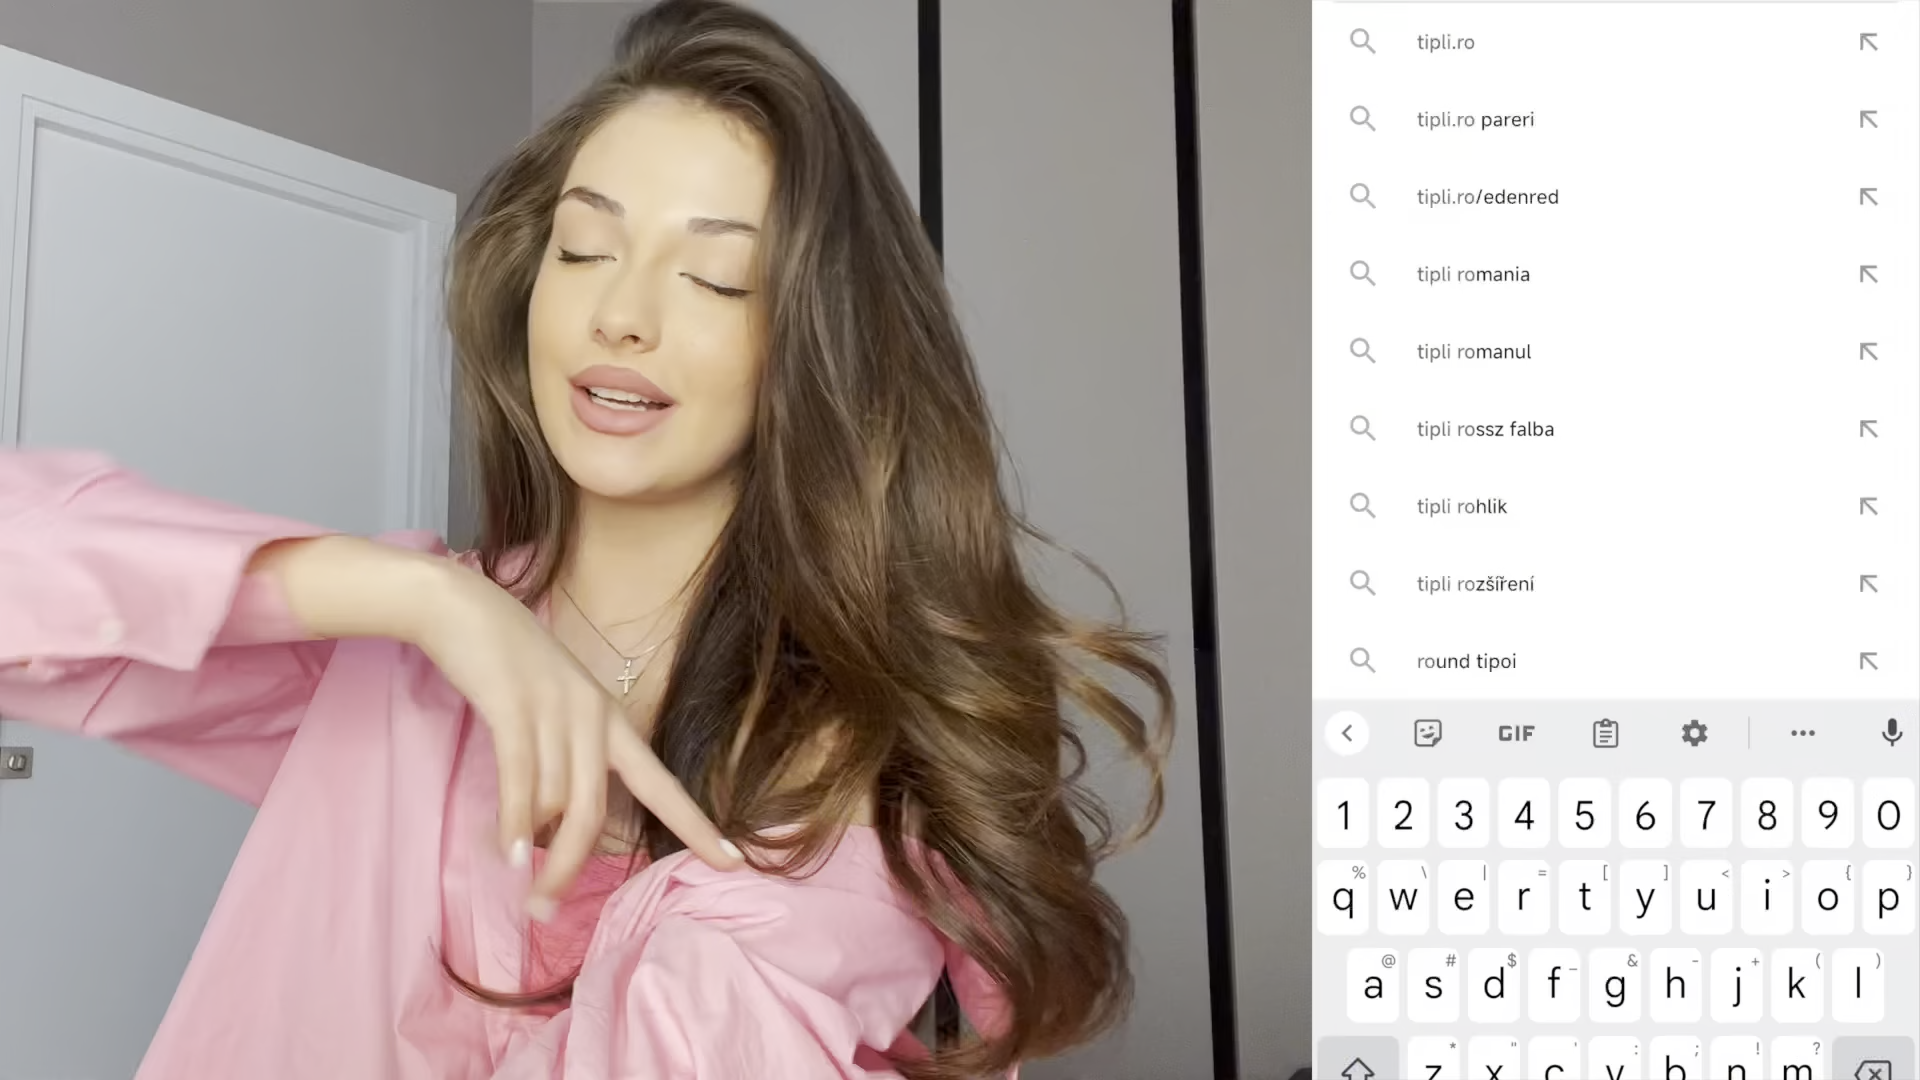 tipli.ro
tipli.ro pareri
tipli.ro/edenred
tipli romania
tipli romanul
tipli rossz falba
tipli rohlik
tipli rozšíření
round tipoi
GIF
1 2 3 4 5 6 7 8 9 0
% \ | = [ ] < > { }
q w e r t y u i o p
@ # $ _ & - + ( )
a s d f g h j k l
* " ' : ; ! ?
z x c v b n m